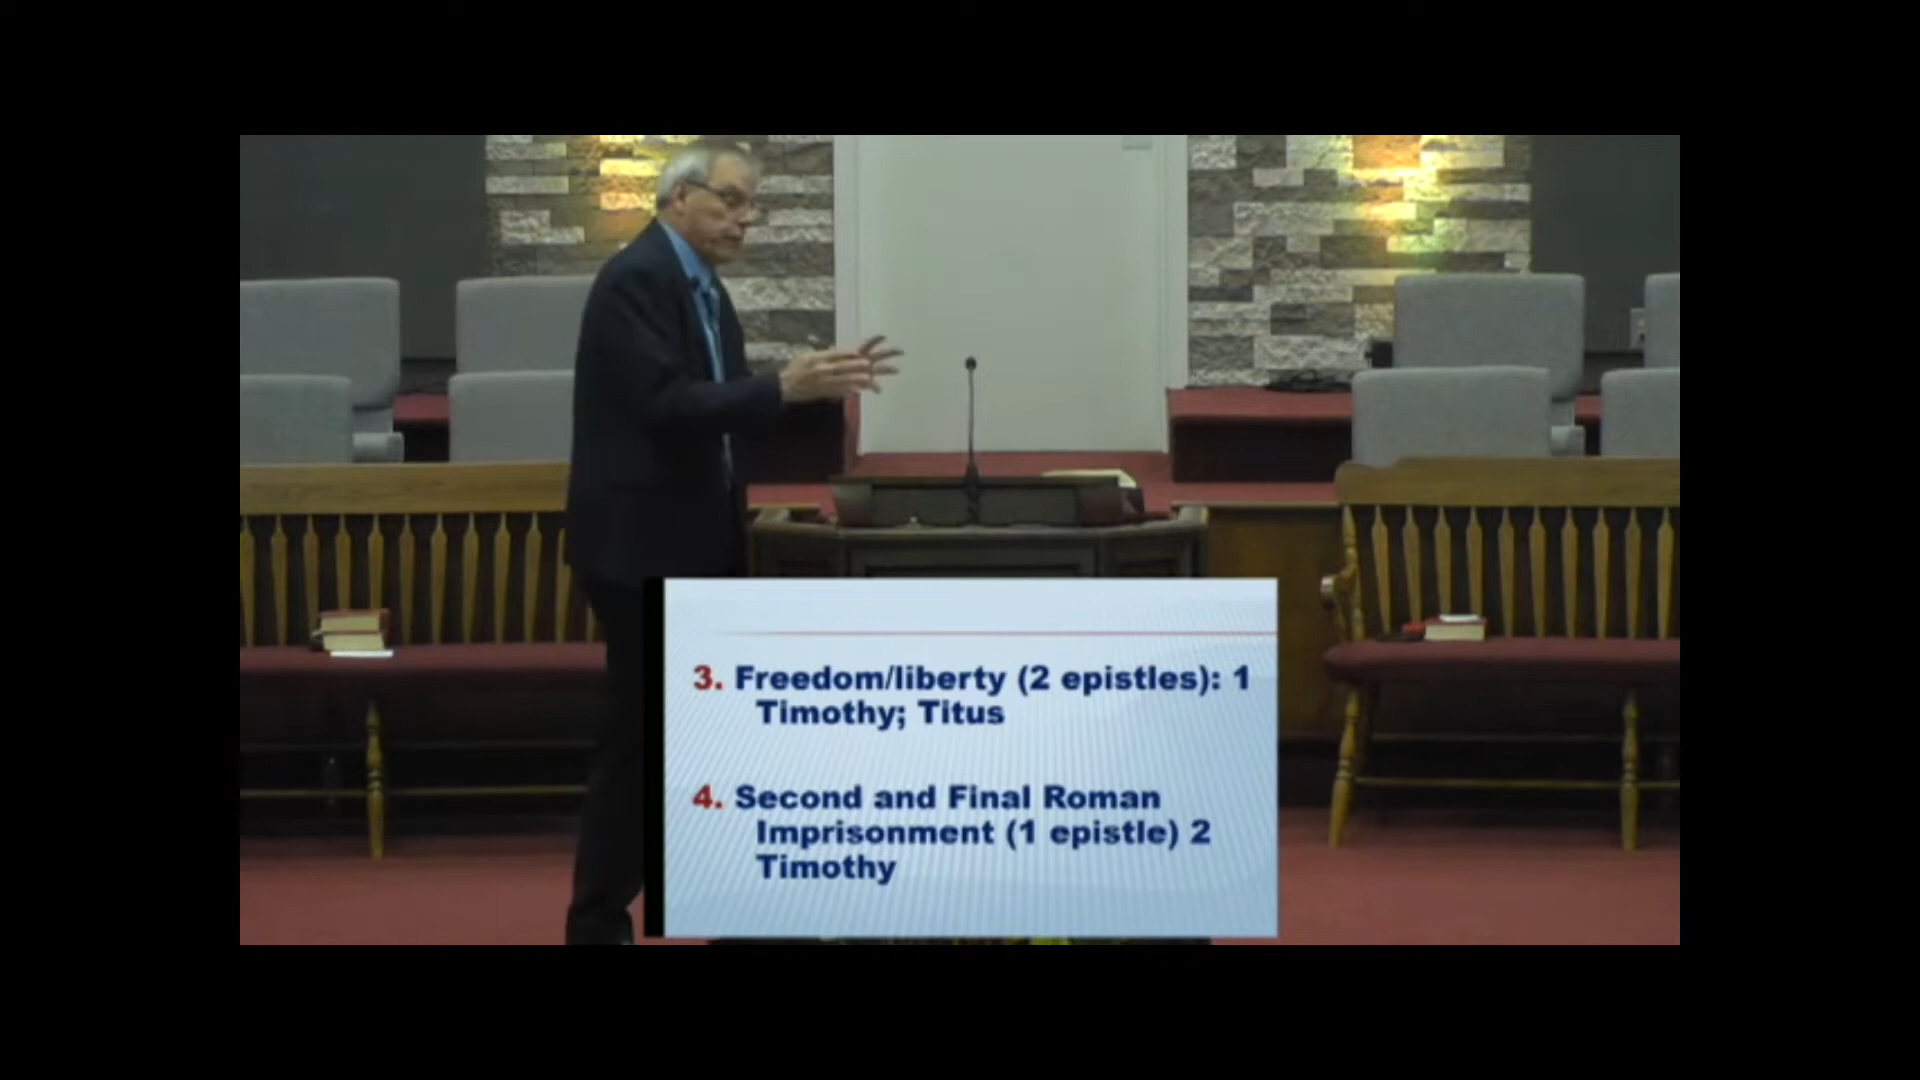 3. Freedom/liberty (2 epistles): 1
Timothy; Titus
4. Second and Final Roman
Imprisonment (1 epistle) 2
Timothy